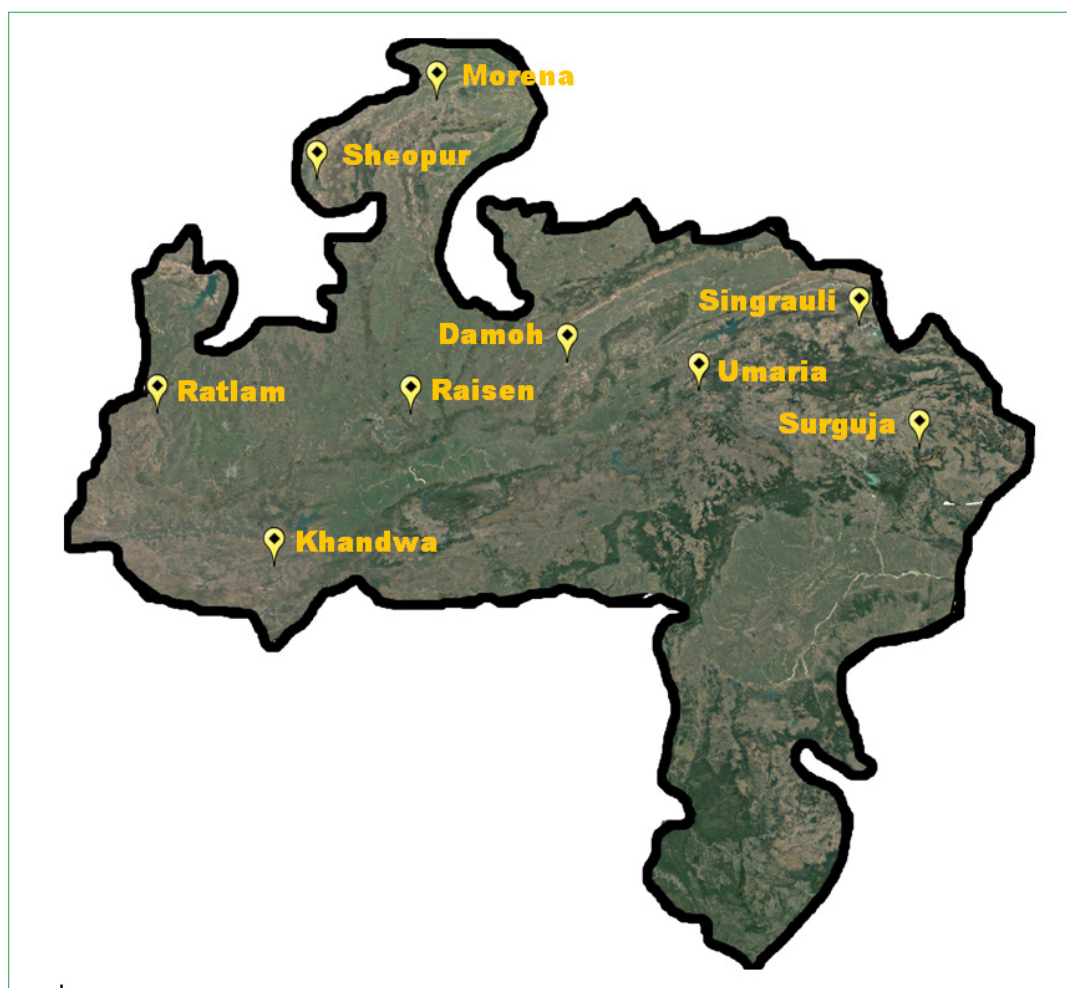 Morena
Sheopur
Singrauli
Damoh
Umaria
Ratlam
Raisen
Surguja
Khandwa